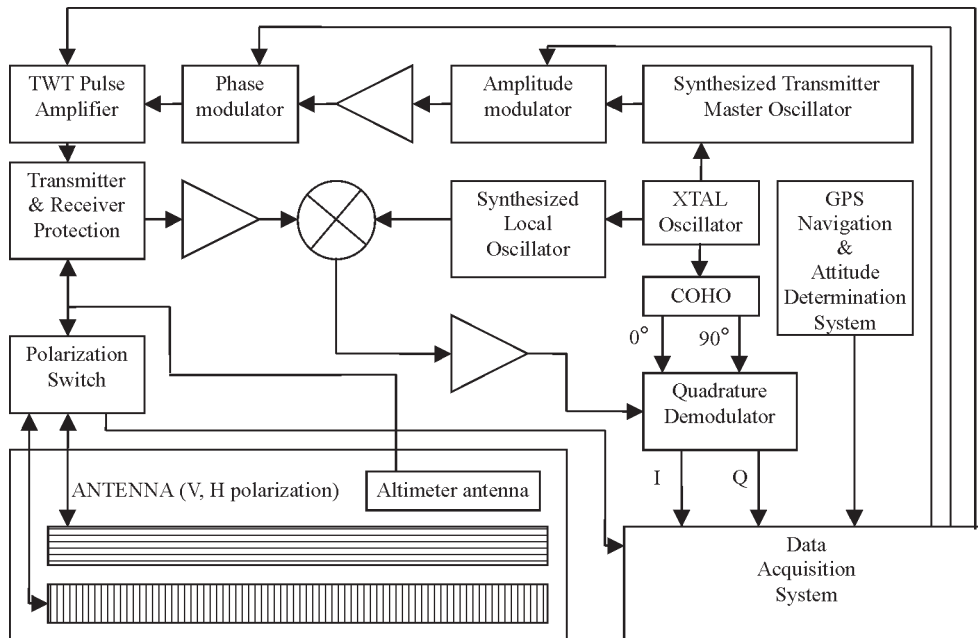 TWT Pulse
Amplifier
Phase
modulator
Amplitude
modulator
Synthesized Transmitter
Master Oscillator
Transmitter
& Receiver
Protection
Synthesized
Local
Oscillator
XTAL
Oscillator
GPS
Navigation
&
Attitude
Determination
System
COHO
0°
90°
Polarization
Switch
Quadrature
Demodulator
I
Q
ANTENNA (V, H polarization)
Altimeter antenna
Data
Acquisition
System